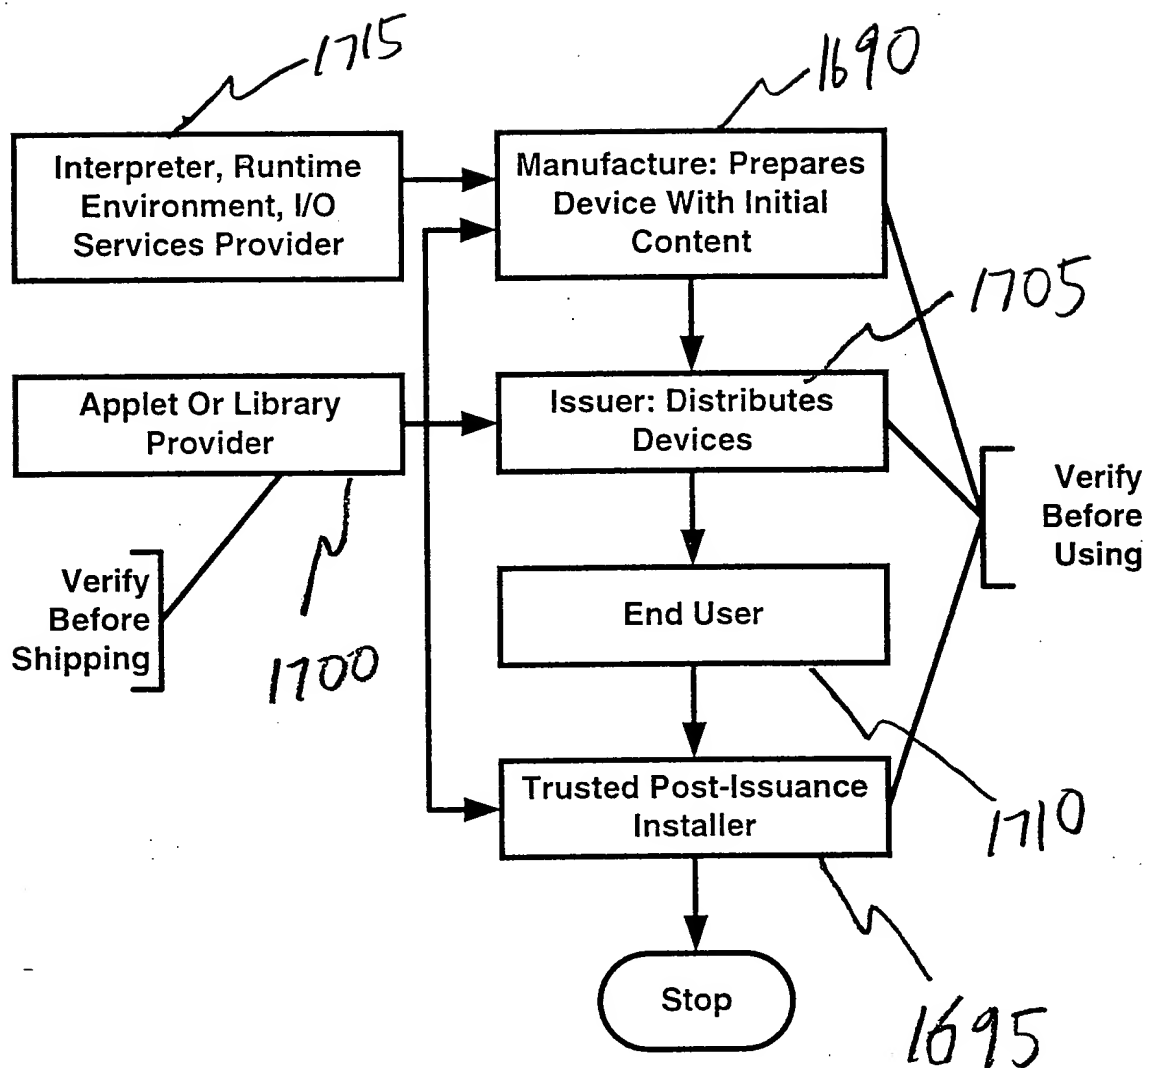 1715
1690
Interpreter, Runtime
Environment, I/O
Services Provider
Manufacture: Prepares
Device With Initial
Content
1705
Applet Or Library
Provider
Issuer: Distributes
Devices
Verify
Before
Using
Verify
Before
Shipping
1700
End User
Trusted Post-Issuance
Installer
1710
Stop
1695